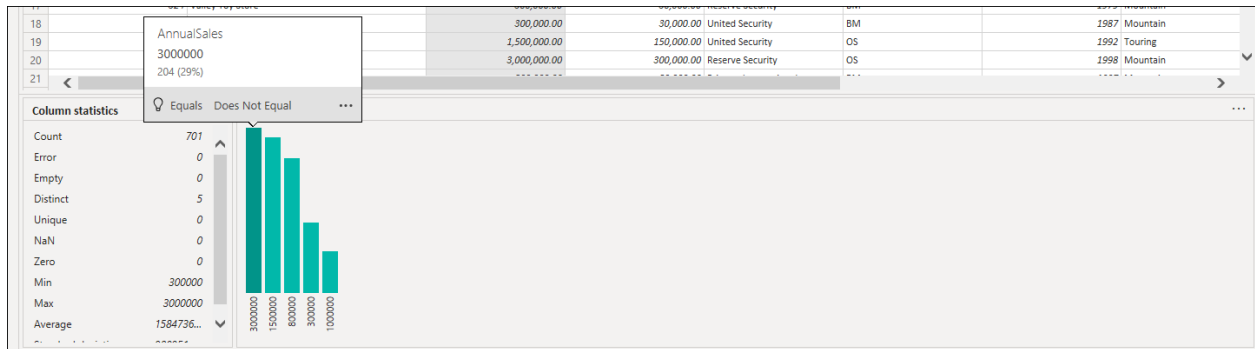 AnnualSales
3000000
204 (29%)
Equals Does Not Equal ...
18 300,000.00 30,000.00 United Security BM 1987 Mountain
19 1,500,000.00 150,000.00 United Security OS 1992 Touring
20 3,000,000.00 300,000.00 Reserve Security OS 1998 Mountain
21
Column statistics ...
Count 701
Error 0
Empty 0
Distinct 5
Unique 0
NaN 0
Zero 0
Min 300000
Max 3000000
Average 1584736...
3000000
1500000
800000
300000
1000000